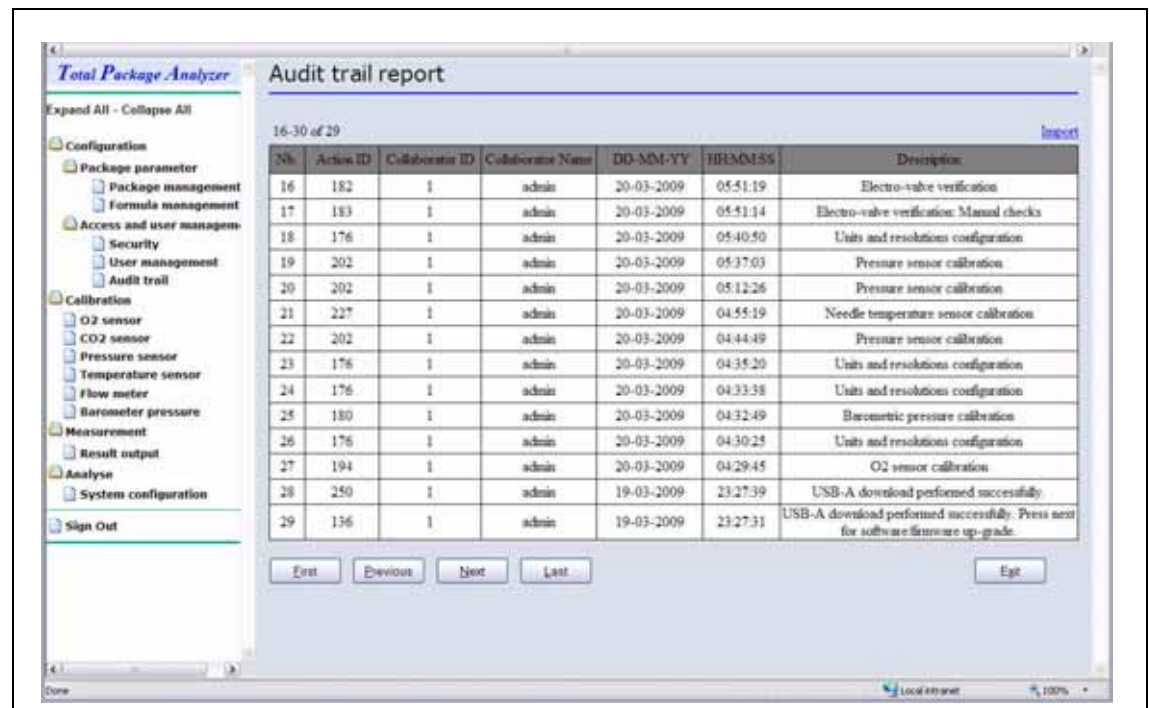 Total Package Analyzer
Expand All - Collapse All
Configuration
Package parameter
Package management
Formula management
Access and user managem
Security
User management
Audit trail
Calibration
O2 sensor
CO2 sensor
Pressure sensor
Temperature sensor
Flow meter
Barometer pressure
Measurement
Result output
Analyse
System configuration
Sign Out
Audit trail report
16-30 of 29 Import
Nb Action ID Collaborator ID Collaborator Name DD-MM-YY HH:MM:SS Description
16 182 1 admin 20-03-2009 05:51:19 Electro-valve verification
17 183 1 admin 20-03-2009 05:51:14 Electro-valve verification: Manual checks
18 176 1 admin 20-03-2009 05:40:50 Units and resolutions configuration
19 202 1 admin 20-03-2009 05:37:03 Pressure sensor calibration
20 202 1 admin 20-03-2009 05:12:26 Pressure sensor calibration
21 227 1 admin 20-03-2009 04:55:19 Needle temperature sensor calibration
22 202 1 admin 20-03-2009 04:44:49 Pressure sensor calibration
23 176 1 admin 20-03-2009 04:35:20 Units and resolutions configuration
24 176 1 admin 20-03-2009 04:33:38 Units and resolutions configuration
25 180 1 admin 20-03-2009 04:32:49 Barometric pressure calibration
26 176 1 admin 20-03-2009 04:30:25 Units and resolutions configuration
27 194 1 admin 20-03-2009 04:29:45 O2 sensor calibration
28 250 1 admin 19-03-2009 23:27:39 USB-A download performed successfully.
29 136 1 admin 19-03-2009 23:27:31 USB-A download performed successfully. Press next
for software/firmware up-grade.
First Previous Next Last Exit
Done Local intranet 100%